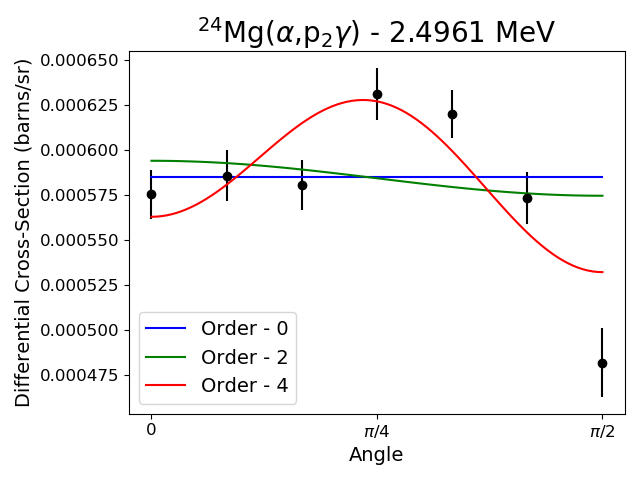 ²⁴Mg(α,p₂γ) - 2.4961 MeV
Differential Cross-Section (barns/sr)
0.000650
0.000625
0.000600
0.000575
0.000550
0.000525
0.000500
0.000475
Order - 0
Order - 2
Order - 4
0 π/4 π/2
Angle